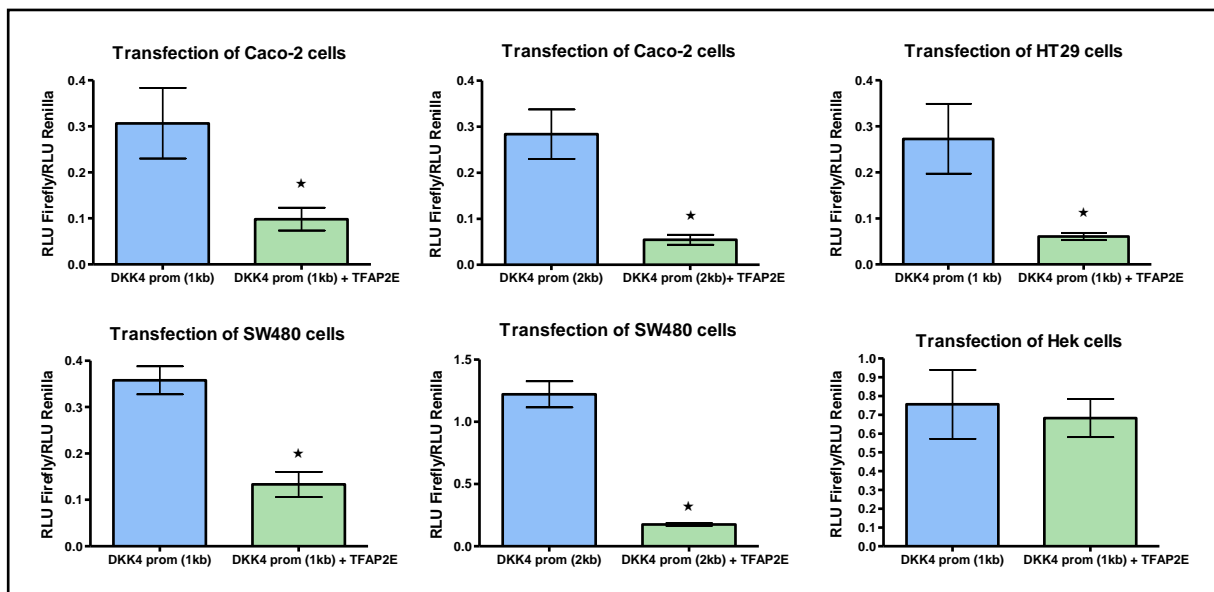 Transfection of Caco-2 cells
RLU Firefly/RLU Renilla
0.4
0.3
0.2
0.1
0.0
DKK4 prom (1kb)
DKK4 prom (1kb) + TFAP2E
Transfection of Caco-2 cells
RLU Firefly/RLU Renilla
0.4
0.3
0.2
0.1
0.0
DKK4 prom (2kb)
DKK4 prom (2kb)+ TFAP2E
Transfection of HT29 cells
RLU Firefly/RLU Renilla
0.4
0.3
0.2
0.1
0.0
DKK4 prom (1 kb)
DKK4 prom (1kb) + TFAP2E
Transfection of SW480 cells
RLU Firefly/RLU Renilla
0.4
0.3
0.2
0.1
0.0
DKK4 prom (1kb)
DKK4 prom (1kb) + TFAP2E
Transfection of SW480 cells
RLU Firefly/RLU Renilla
1.5
1.0
0.5
0.0
DKK4 prom (2kb)
DKK4 prom (2kb) + TFAP2E
Transfection of Hek cells
RLU Firefly/RLU Renilla
1.0
0.9
0.8
0.7
0.6
0.5
0.4
0.3
0.2
0.1
0.0
DKK4 prom (1kb)
DKK4 prom (1kb) + TFAP2E